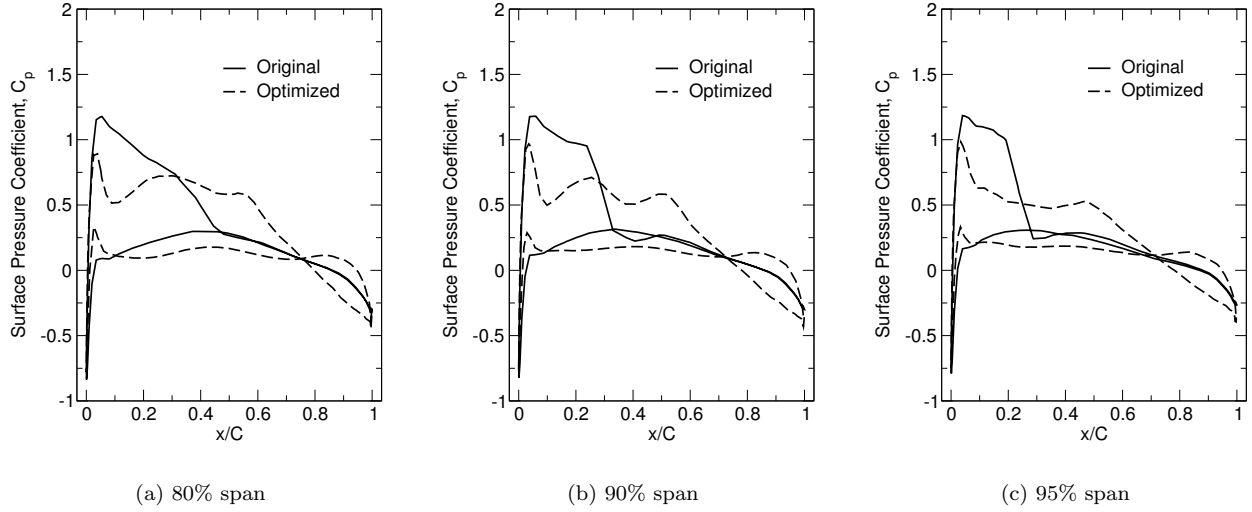 2
1.5
1
0.5
0
-0.5
-1
Surface Pressure Coefficient, Cp
Original
Optimized
0 0.2 0.4 0.6 0.8 1
x/C
(a) 80% span
2
1.5
1
0.5
0
-0.5
-1
Surface Pressure Coefficient, Cp
Original
Optimized
0 0.2 0.4 0.6 0.8 1
x/C
(b) 90% span
2
1.5
1
0.5
0
-0.5
-1
Surface Pressure Coefficient, Cp
Original
Optimized
0 0.2 0.4 0.6 0.8 1
x/C
(c) 95% span